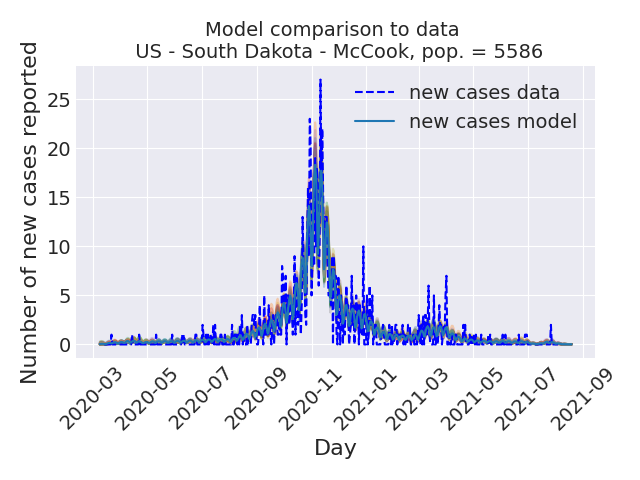 Model comparison to data
US - South Dakota - McCook, pop. = 5586
Number of new cases reported
25
20
15
10
5
0
new cases data
new cases model
2020-03
2020-05
2020-07
2020-09
2020-11
2021-01
2021-03
2021-05
2021-07
2021-09
Day